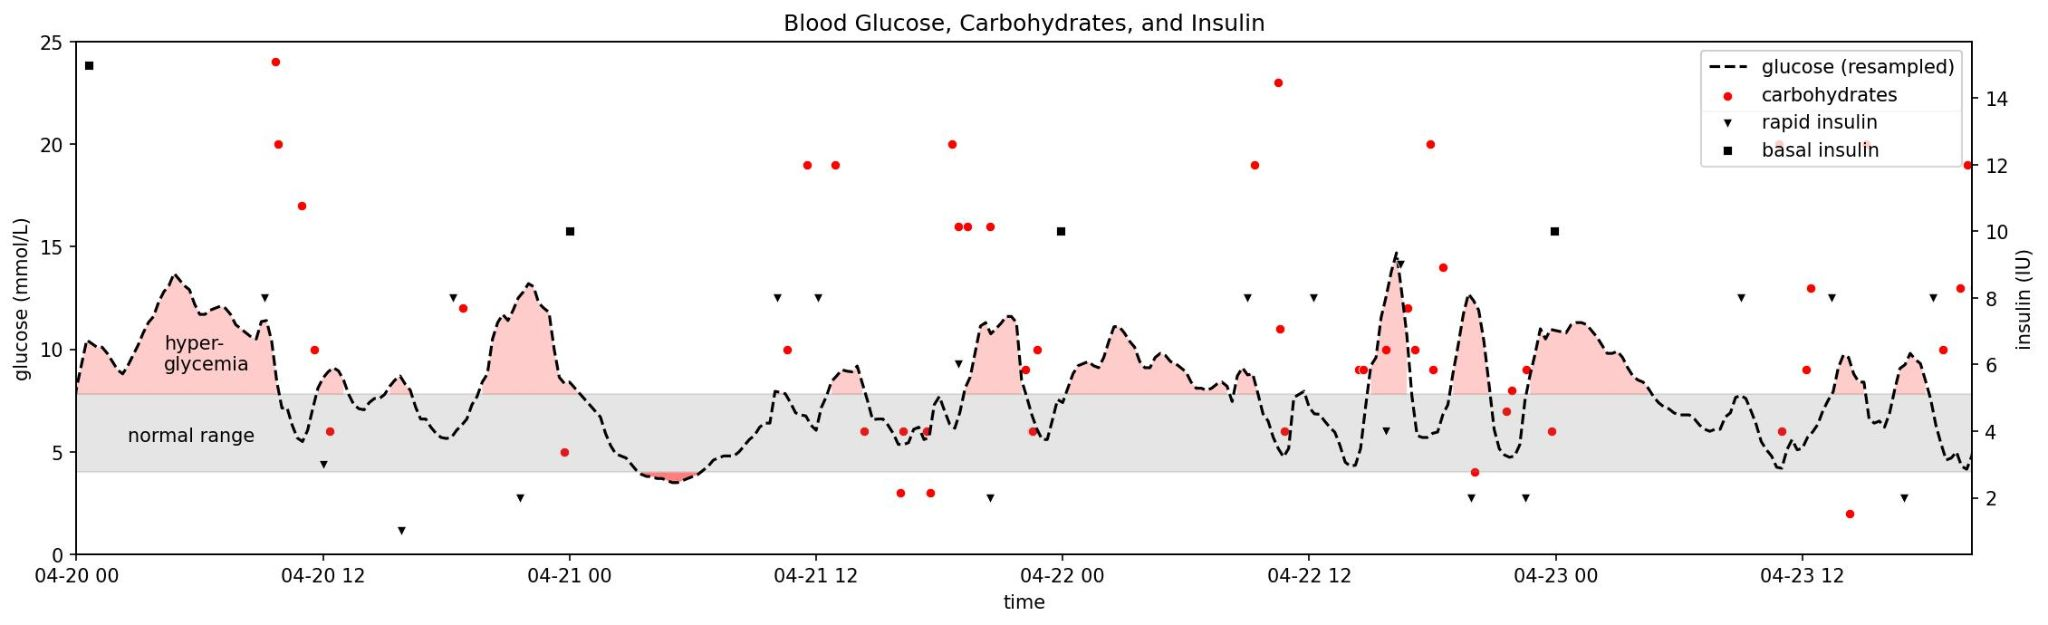 Blood Glucose, Carbohydrates, and Insulin
25
20
15
10
5
0
glucose (mmol/L)
hyper-
glycemia
normal range
glucose (resampled)
carbohydrates
rapid insulin
basal insulin
14
12
10
8
6
4
2
insulin (IU)
04-20 00
04-20 12
04-21 00
04-21 12
04-22 00
04-22 12
04-23 00
04-23 12
time